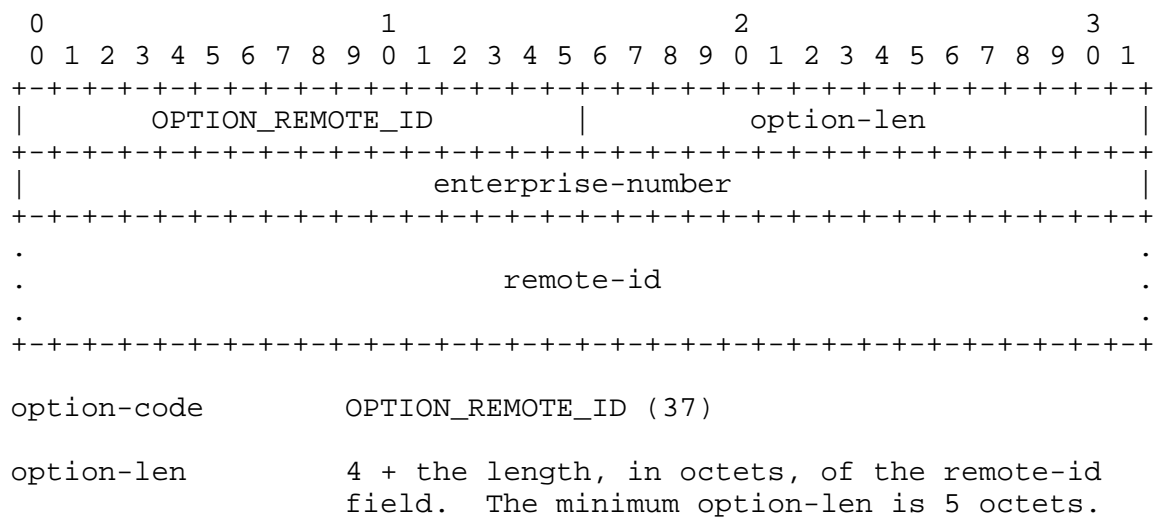 0                   1                   2                   3
 0 1 2 3 4 5 6 7 8 9 0 1 2 3 4 5 6 7 8 9 0 1 2 3 4 5 6 7 8 9 0 1
+-+-+-+-+-+-+-+-+-+-+-+-+-+-+-+-+-+-+-+-+-+-+-+-+-+-+-+-+-+-+-+-+
|       OPTION_REMOTE_ID        |         option-len            |
+-+-+-+-+-+-+-+-+-+-+-+-+-+-+-+-+-+-+-+-+-+-+-+-+-+-+-+-+-+-+-+-+
|                       enterprise-number                       |
+-+-+-+-+-+-+-+-+-+-+-+-+-+-+-+-+-+-+-+-+-+-+-+-+-+-+-+-+-+-+-+-+
.                                                               .
.                           remote-id                           .
.                                                               .
+-+-+-+-+-+-+-+-+-+-+-+-+-+-+-+-+-+-+-+-+-+-+-+-+-+-+-+-+-+-+-+-+
option-code        OPTION_REMOTE_ID (37)
option-len         4 + the length, in octets, of the remote-id
                   field.  The minimum option-len is 5 octets.